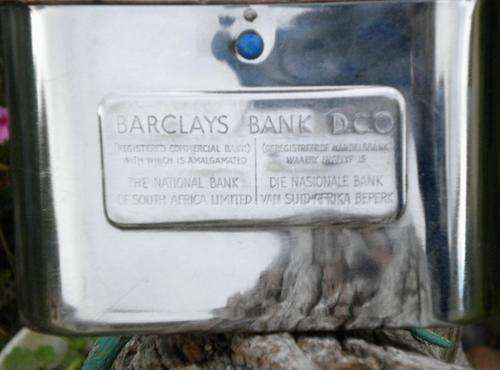 BARCLAYS BANK D.C.O
(REGISTERED COMMERCIAL BANK)
WITH WHICH IS AMALGAMATED
THE NATIONAL BANK
OF SOUTH AFRICA LIMITED
(GEREGISTREERDE HANDELSBANK)
WAARBY INGELYF IS
DIE NASIONALE BANK
VAN SUID-AFRIKA BEPERK